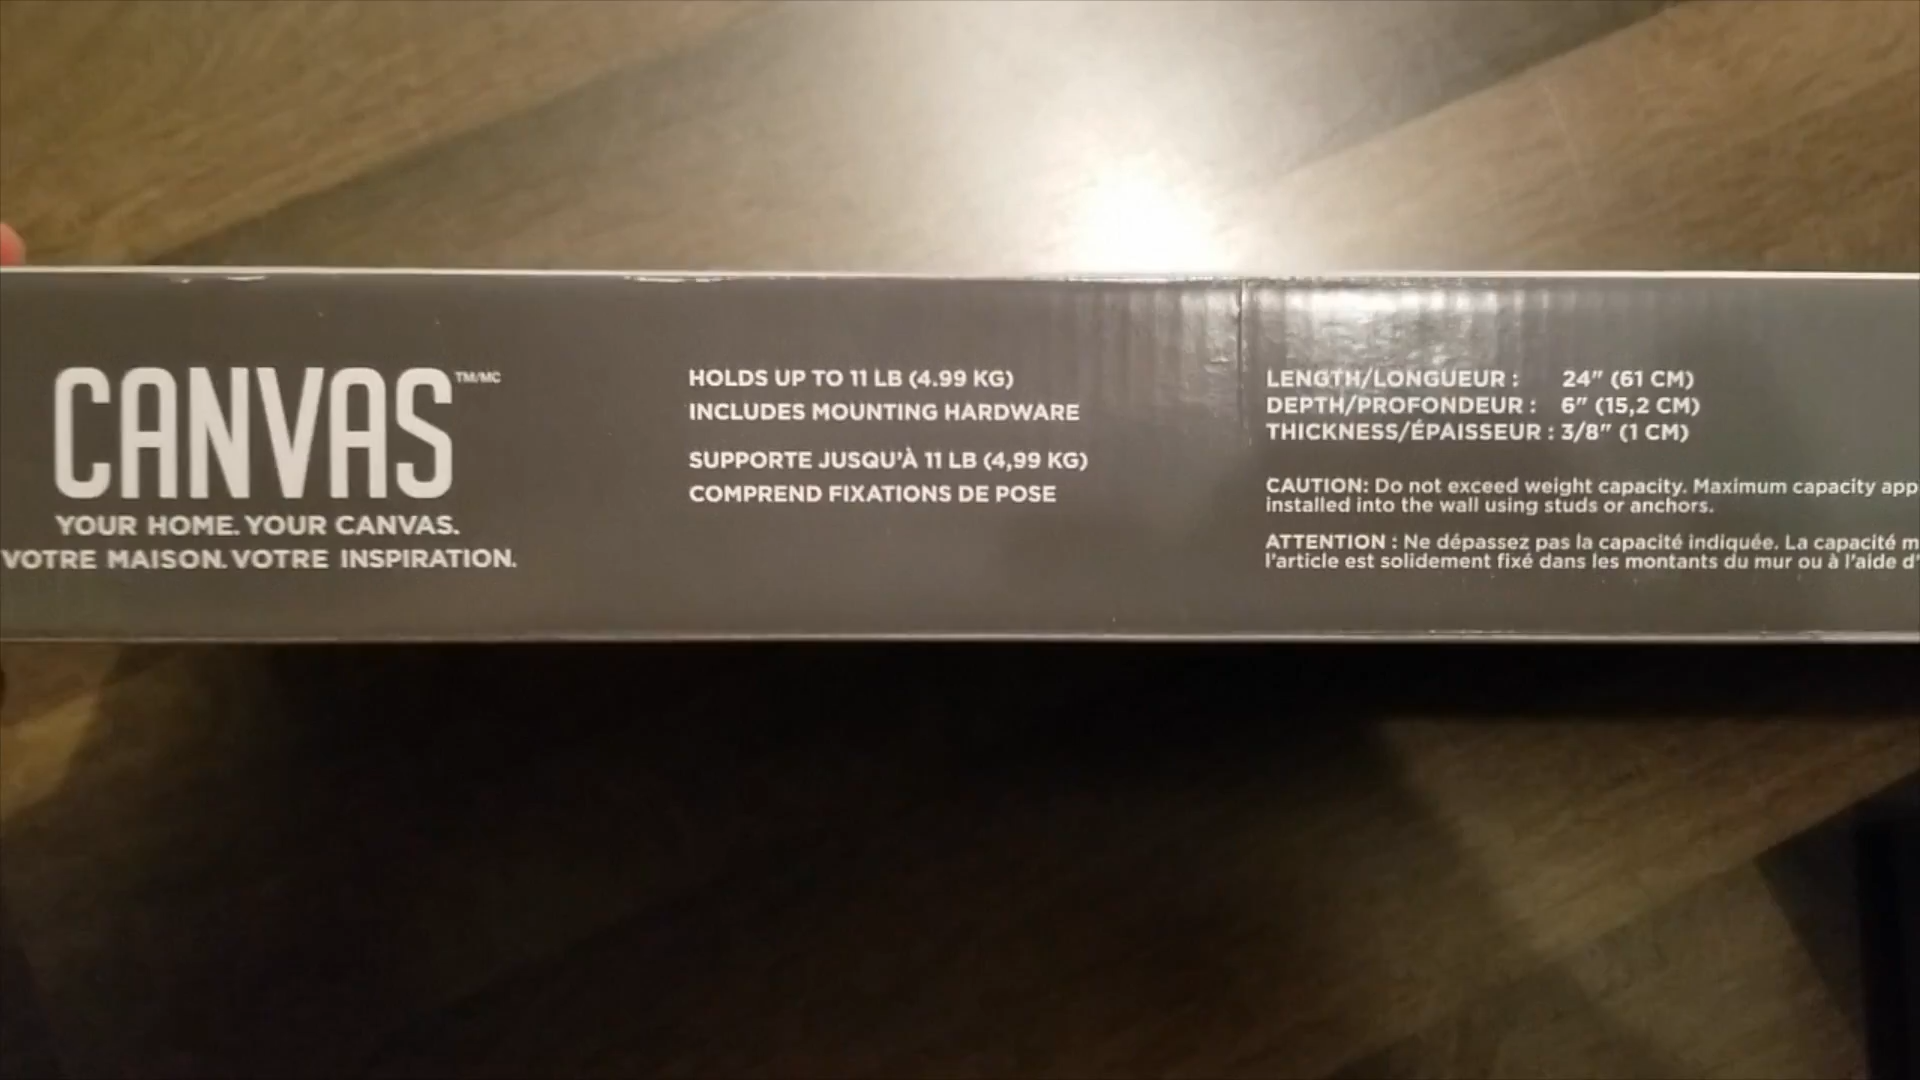 CANVAS TM/MC
YOUR HOME. YOUR CANVAS.
VOTRE MAISON. VOTRE INSPIRATION.
HOLDS UP TO 11 LB (4.99 KG)
INCLUDES MOUNTING HARDWARE
SUPPORTE JUSQU'À 11 LB (4,99 KG)
COMPREND FIXATIONS DE POSE
LENGTH/LONGUEUR : 24" (61 CM)
DEPTH/PROFONDEUR : 6" (15,2 CM)
THICKNESS/ÉPAISSEUR : 3/8" (1 CM)
CAUTION: Do not exceed weight capacity. Maximum capacity app
installed into the wall using studs or anchors.
ATTENTION : Ne dépassez pas la capacité indiquée. La capacité m
l'article est solidement fixé dans les montants du mur ou à l'aide d'